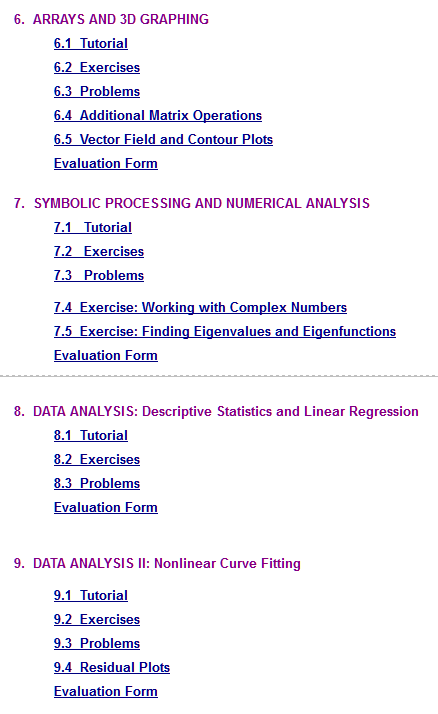 6. ARRAYS AND 3D GRAPHING
6.1 Tutorial
6.2 Exercises
6.3 Problems
6.4 Additional Matrix Operations
6.5 Vector Field and Contour Plots
Evaluation Form
7. SYMBOLIC PROCESSING AND NUMERICAL ANALYSIS
7.1 Tutorial
7.2 Exercises
7.3 Problems
7.4 Exercise: Working with Complex Numbers
7.5 Exercise: Finding Eigenvalues and Eigenfunctions
Evaluation Form
8. DATA ANALYSIS: Descriptive Statistics and Linear Regression
8.1 Tutorial
8.2 Exercises
8.3 Problems
Evaluation Form
9. DATA ANALYSIS II: Nonlinear Curve Fitting
9.1 Tutorial
9.2 Exercises
9.3 Problems
9.4 Residual Plots
Evaluation Form